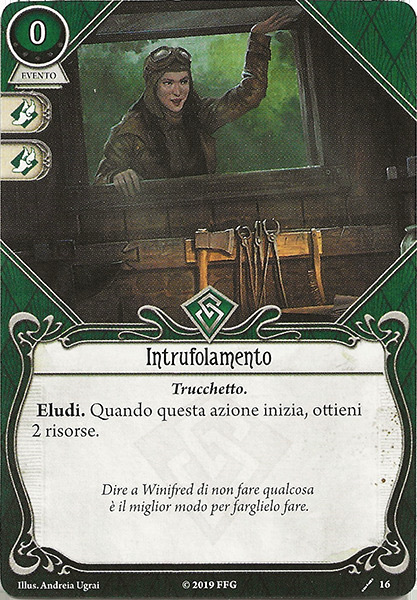 0
EVENTO
Intrufolamento
Trucchetto.
Eludi. Quando questa azione inizia, ottieni
2 risorse.
Dire a Winifred di non fare qualcosa
è il miglior modo per farglielo fare.
Illus. Andreia Ugrai © 2019 FFG 16